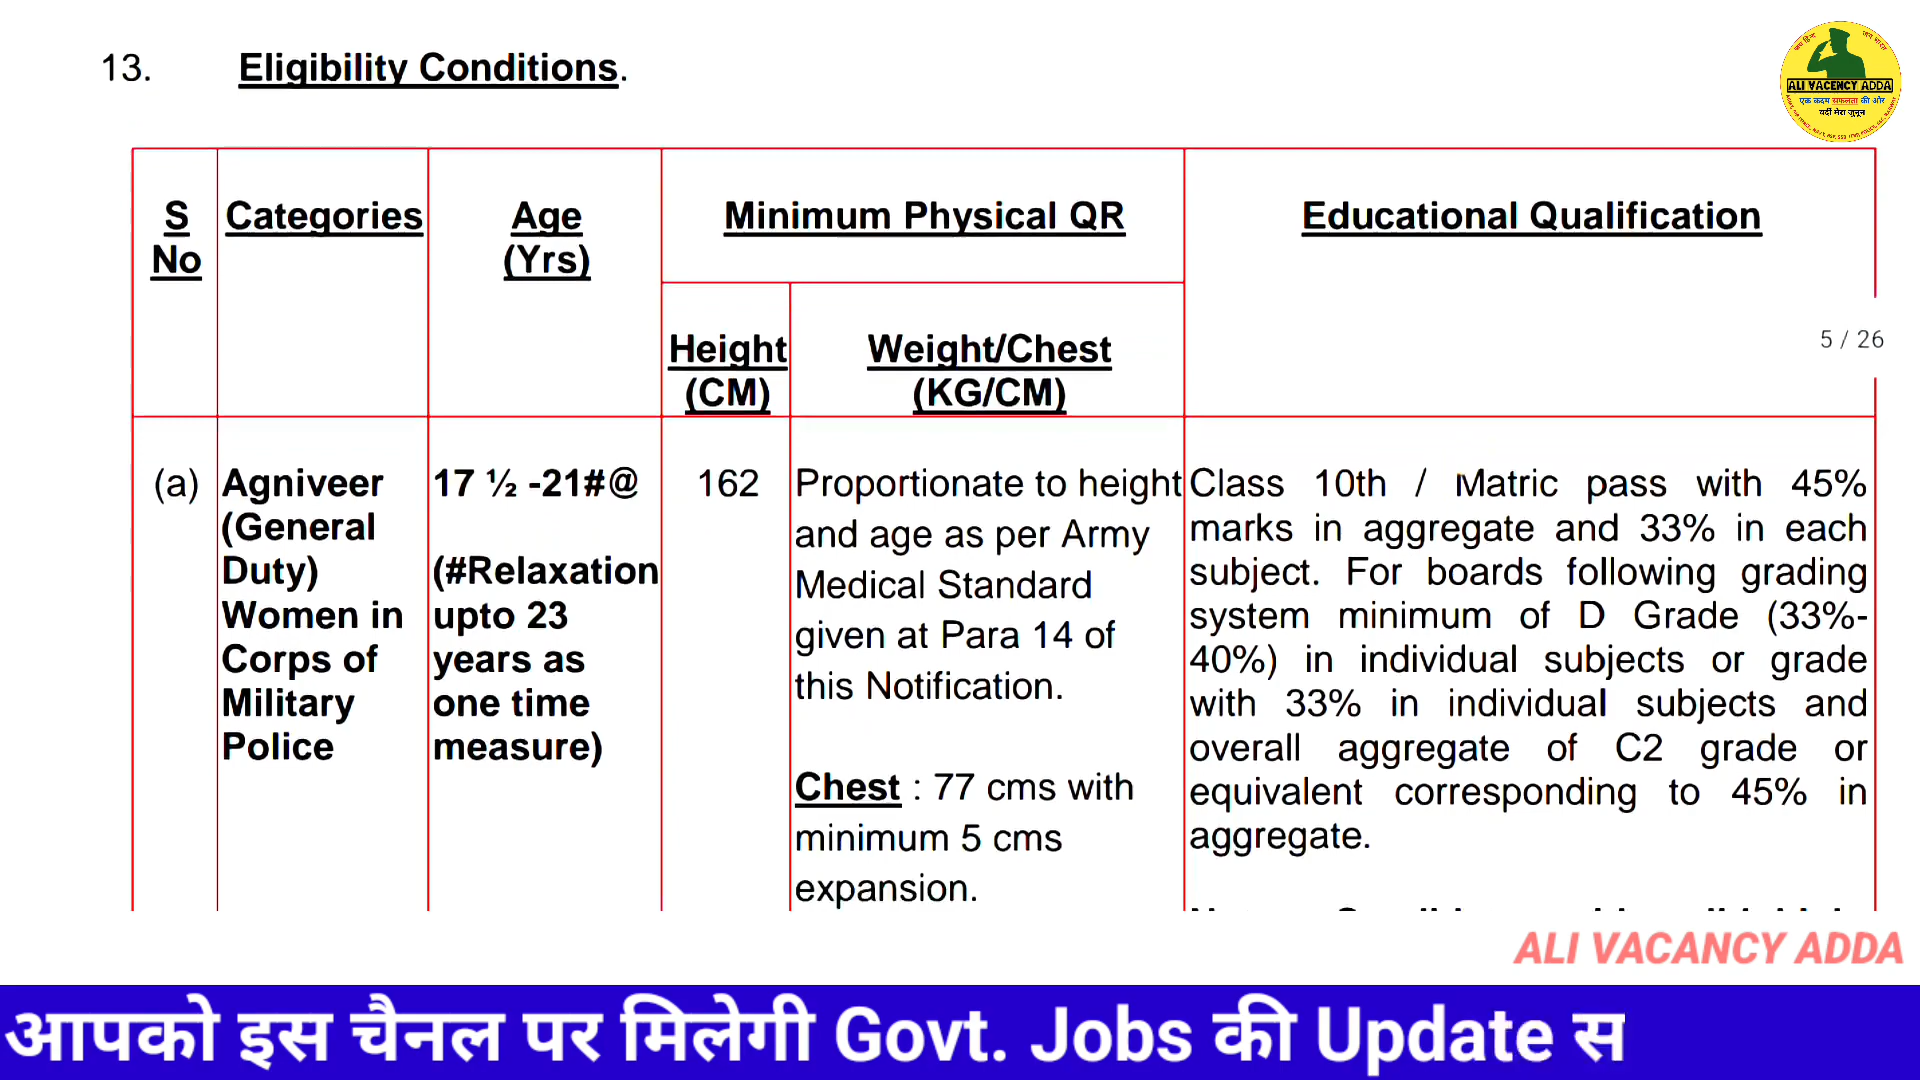 13. Eligibility Conditions.
S No
Categories
Age (Yrs)
Minimum Physical QR
Educational Qualification
Height (CM)
Weight/Chest (KG/CM)
5 / 26
(a)
Agniveer
(General
Duty)
Women in
Corps of
Military
Police
17 ½ -21#@
(#Relaxation
upto 23
years as
one time
measure)
162
Proportionate to height
and age as per Army
Medical Standard
given at Para 14 of
this Notification.
Chest : 77 cms with
minimum 5 cms
expansion.
Class 10th / Matric pass with 45%
marks in aggregate and 33% in each
subject. For boards following grading
system minimum of D Grade (33%-
40%) in individual subjects or grade
with 33% in individual subjects and
overall aggregate of C2 grade or
equivalent corresponding to 45% in
aggregate.
ALI VACENCY ADDA
एक कदम सफलता की ओर
वर्दी मेरा जुनून
ALI VACANCY ADDA
आपको इस चैनल पर मिलेगी Govt. Jobs की Update स